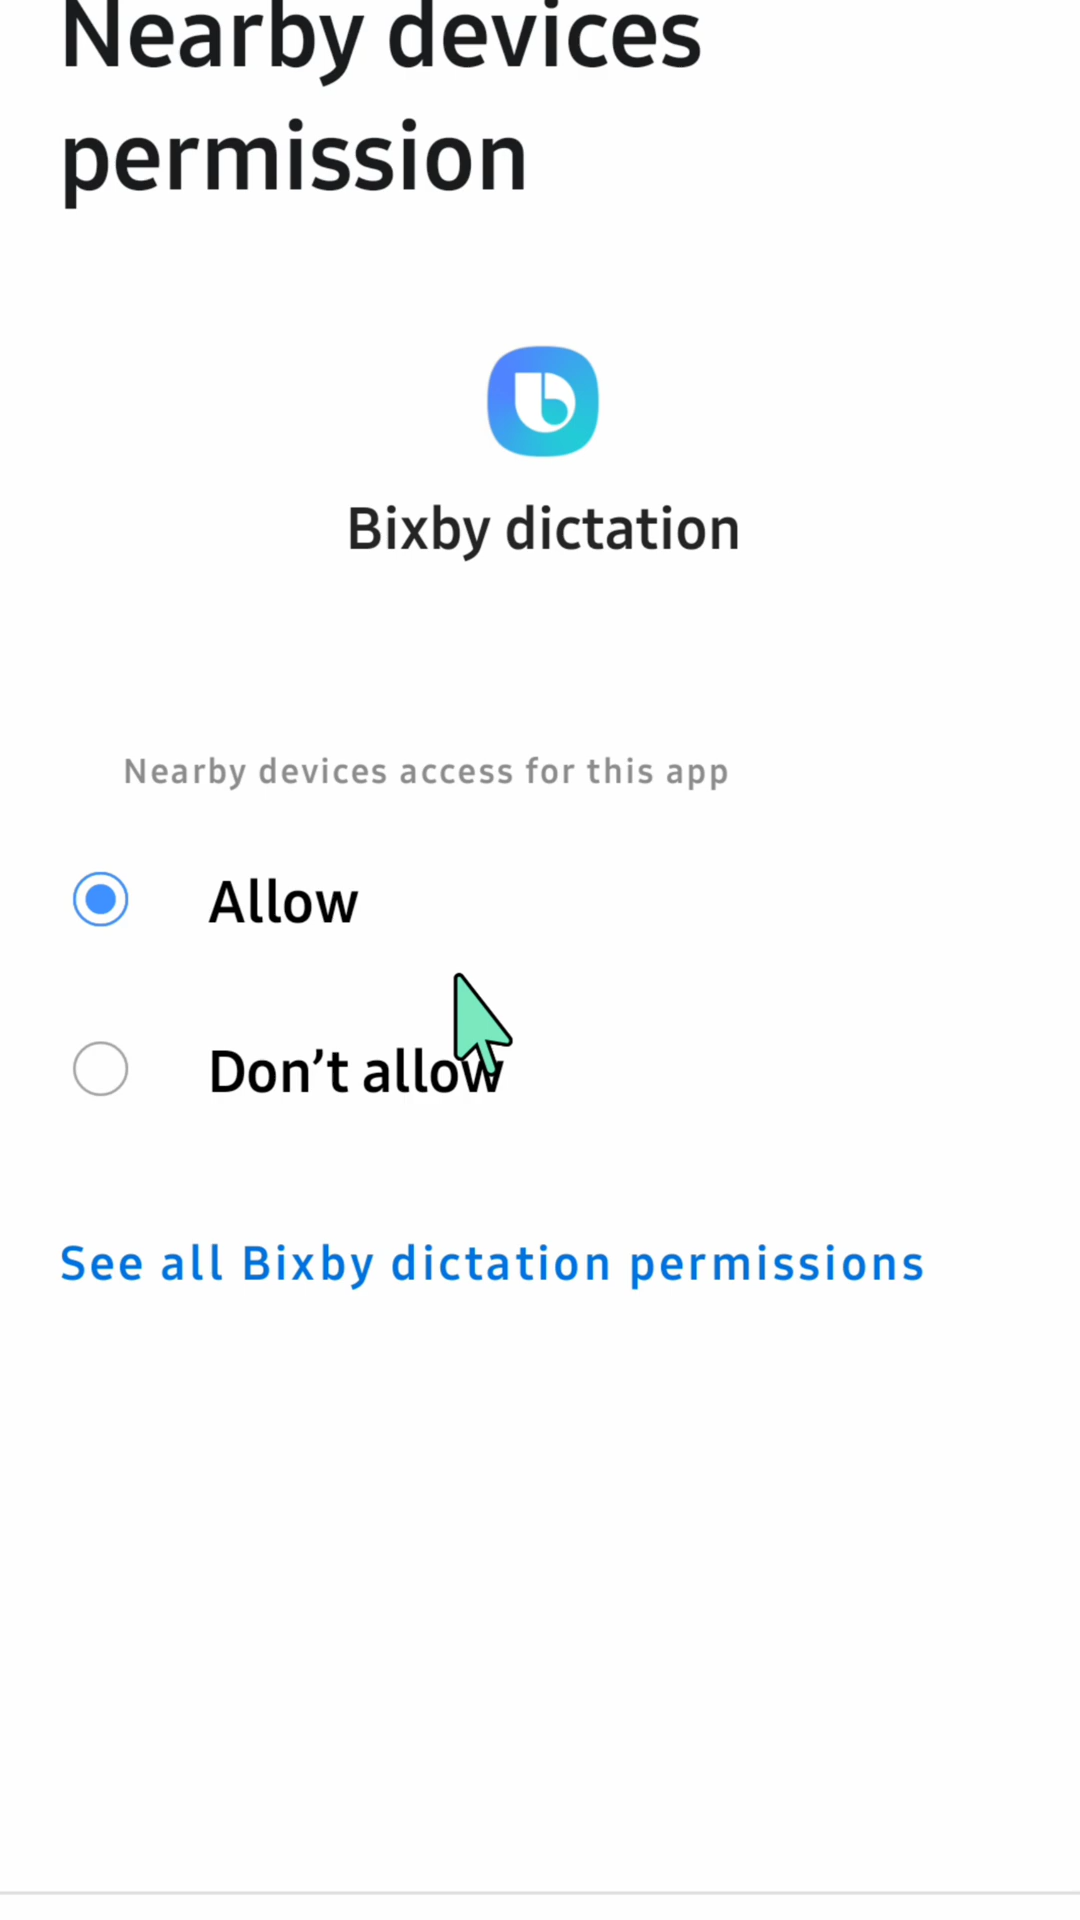 Nearby devices
permission
Bixby dictation
Nearby devices access for this app
Allow
Don’t allow
See all Bixby dictation permissions